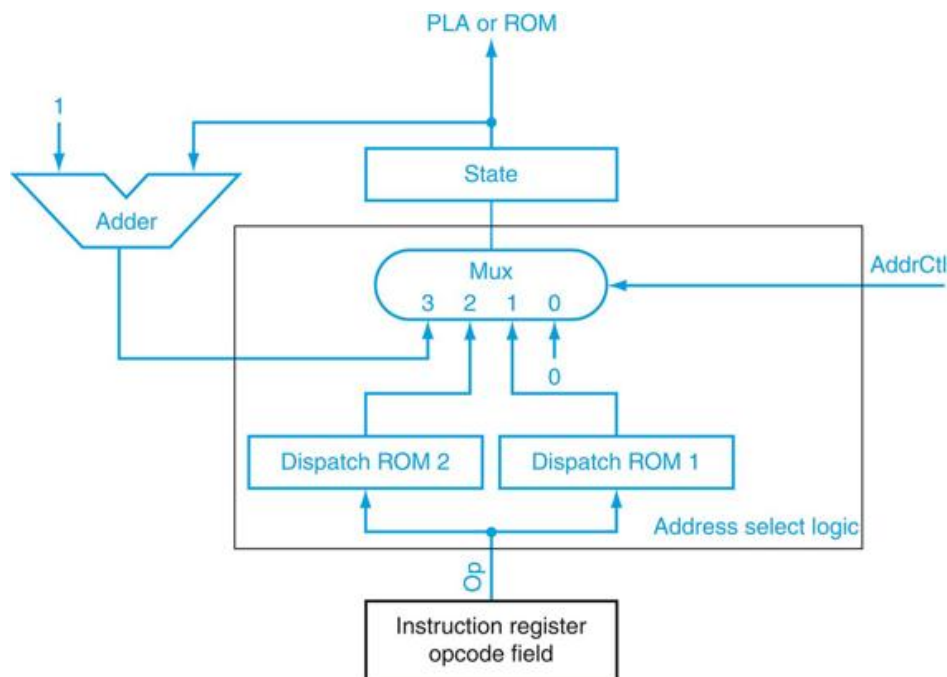 PLA or ROM
1
State
Adder
AddrCtl
Mux
3 2 1 0
0
Dispatch ROM 2
Dispatch ROM 1
Address select logic
Op
Instruction register
opcode field